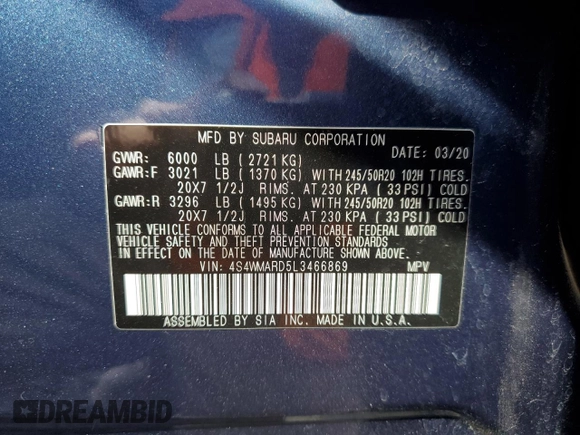 MFD BY SUBARU CORPORATION
GVWR: 6000 LB ( 2721 KG) DATE: 03/20
GAWR:F 3021 LB ( 1370 KG) WITH 245/50R20 102H TIRES.
20X7 1/2J RIMS. AT 230 KPA ( 33 PSI) COLD
GAWR:R 3296 LB ( 1495 KG) WITH 245/50R20 102H TIRES.
20X7 1/2J RIMS. AT 230 KPA ( 33 PSI) COLD
THIS VEHICLE CONFORMS TO ALL APPLICABLE FEDERAL MOTOR
VEHICLE SAFETY AND THEFT PREVENTION STANDARDS IN
EFFECT ON THE DATE OF MANUFACTURE SHOWN ABOVE.
VIN: 4S4WMARD5L3466869 MPV
ASSEMBLED BY SIA INC. MADE IN U.S.A.
DREAMBID